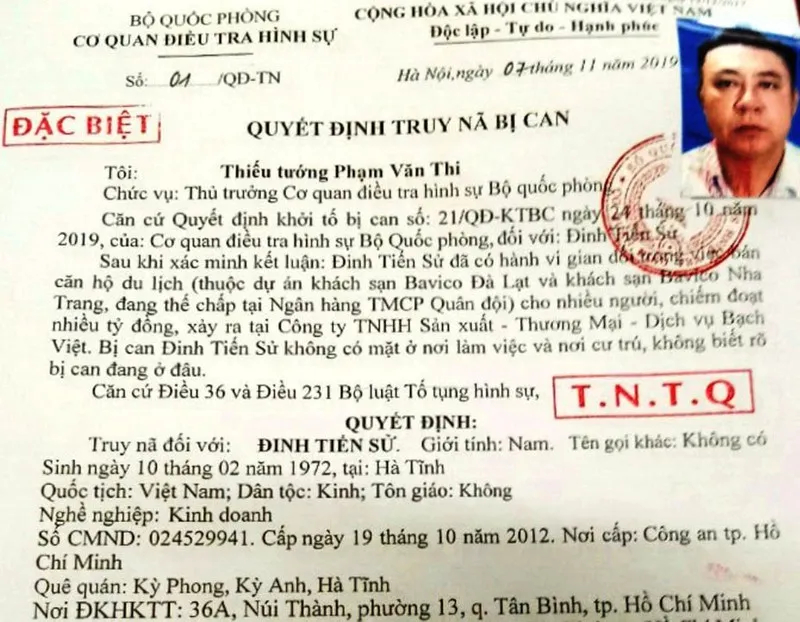 BỘ QUỐC PHÒNG
CƠ QUAN ĐIỀU TRA HÌNH SỰ
CỘNG HÒA XÃ HỘI CHỦ NGHĨA VIỆT NAM
Độc lập - Tự do - Hạnh phúc
Số: 01 /QĐ-TN
Hà Nội, ngày 07 tháng 11 năm 2019
ĐẶC BIỆT
QUYẾT ĐỊNH TRUY NÃ BỊ CAN
Tôi: Thiếu tướng Phạm Văn Thi
Chức vụ: Thủ trưởng Cơ quan điều tra hình sự Bộ quốc phòng
Căn cứ Quyết định khởi tố bị can số: 21/QĐ-KTBC ngày 24 tháng 10 năm
2019, của: Cơ quan điều tra hình sự Bộ Quốc phòng, đối với: Đinh Tiến Sử
Sau khi xác minh kết luận: Đinh Tiến Sử đã có hành vi gian dối trong việc bán
căn hộ du lịch (thuộc dự án khách sạn Bavico Đà Lạt và khách sạn Bavico Nha
Trang, đang thế chấp tại Ngân hàng TMCP Quân đội) cho nhiều người, chiếm đoạt
nhiều tỷ đồng, xảy ra tại Công ty TNHH Sản xuất - Thương Mại - Dịch vụ Bạch
Việt. Bị can Đinh Tiến Sử không có mặt ở nơi làm việc và nơi cư trú, không biết rõ
bị can đang ở đâu.
Căn cứ Điều 36 và Điều 231 Bộ luật Tố tụng hình sự,
T.N.T.Q
QUYẾT ĐỊNH:
Truy nã đối với: ĐINH TIẾN SỬ. Giới tính: Nam. Tên gọi khác: Không có
Sinh ngày 10 tháng 02 năm 1972, tại: Hà Tĩnh
Quốc tịch: Việt Nam; Dân tộc: Kinh; Tôn giáo: Không
Nghề nghiệp: Kinh doanh
Số CMND: 024529941. Cấp ngày 19 tháng 10 năm 2012. Nơi cấp: Công an tp. Hồ
Chí Minh
Quê quán: Kỳ Phong, Kỳ Anh, Hà Tĩnh
Nơi ĐKHKTT: 36A, Núi Thành, phường 13, q. Tân Bình, tp. Hồ Chí Minh